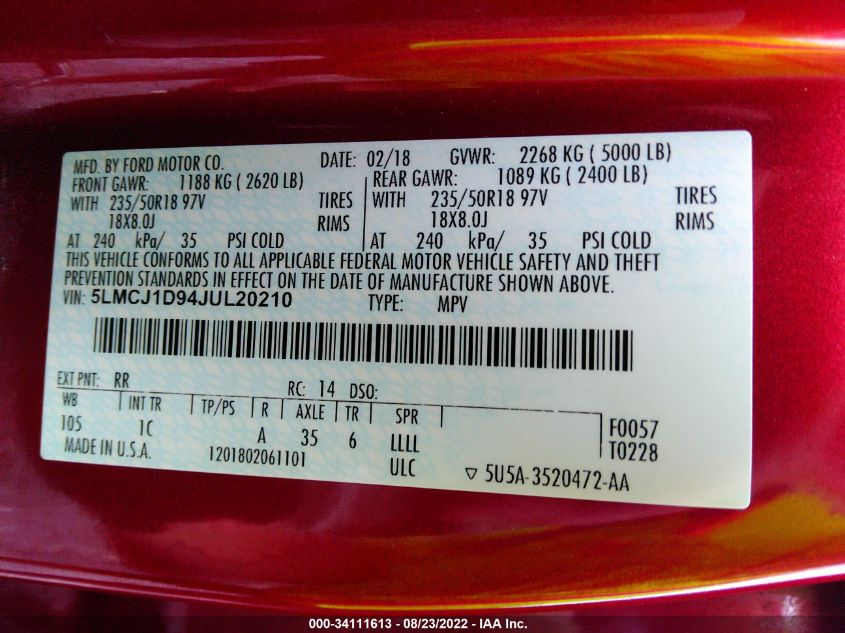 MFD. BY FORD MOTOR CO. DATE: 02/18 GVWR: 2268 KG ( 5000 LB)
FRONT GAWR: 1188 KG ( 2620 LB) REAR GAWR: 1089 KG ( 2400 LB)
WITH 235/50R18 97V TIRES WITH 235/50R18 97V TIRES
18X8.0J RIMS 18X8.0J RIMS
AT 240 kPa/ 35 PSI COLD AT 240 kPa/ 35 PSI COLD
THIS VEHICLE CONFORMS TO ALL APPLICABLE FEDERAL MOTOR VEHICLE SAFETY AND THEFT
PREVENTION STANDARDS IN EFFECT ON THE DATE OF MANUFACTURE SHOWN ABOVE.
VIN: 5LMCJ1D94JUL20210 TYPE: MPV
EXT PNT: RR RC: 14 DSO:
WB INT TR TP/PS R AXLE TR SPR
105 1C A 35 6 LLLL F0057
MADE IN U.S.A. 1201802061101 ULC T0228
▽ 5U5A-3520472-AA
000-34111613 - 08/23/2022 - IAA Inc.